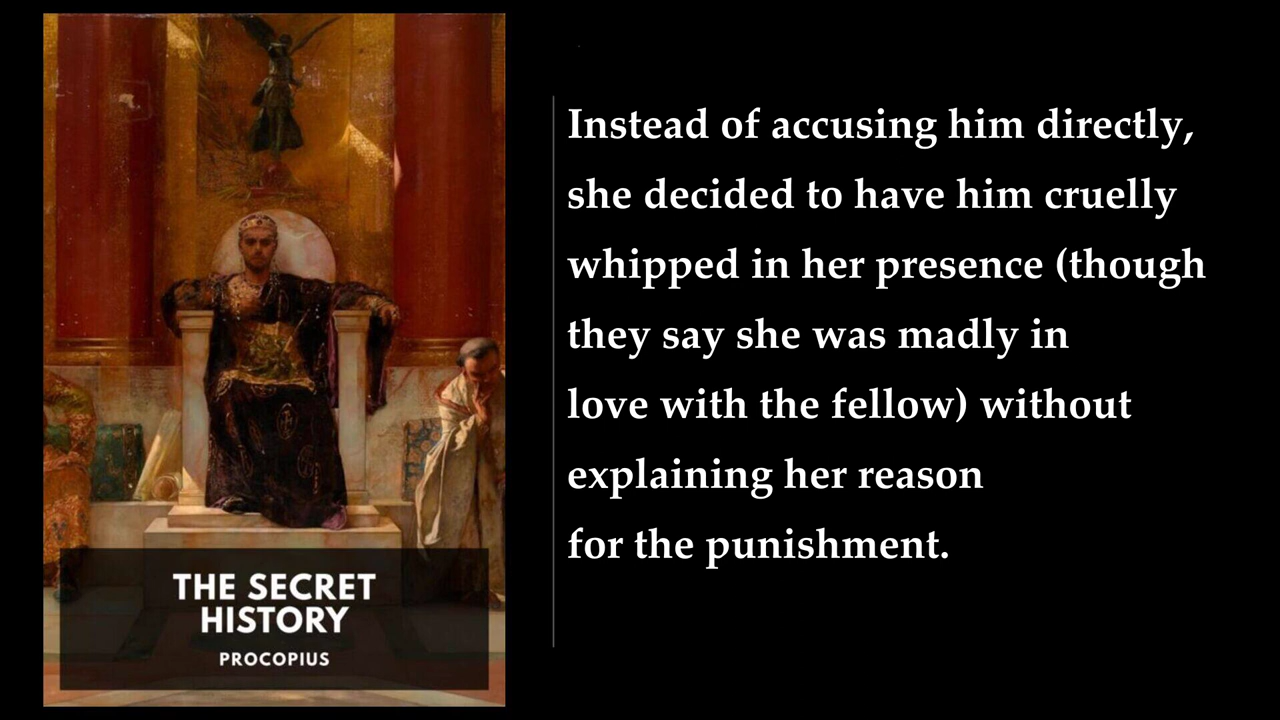 Instead of accusing him directly,
she decided to have him cruelly
whipped in her presence (though
they say she was madly in
love with the fellow) without
explaining her reason
for the punishment.
THE SECRET
HISTORY
PROCOPIUS